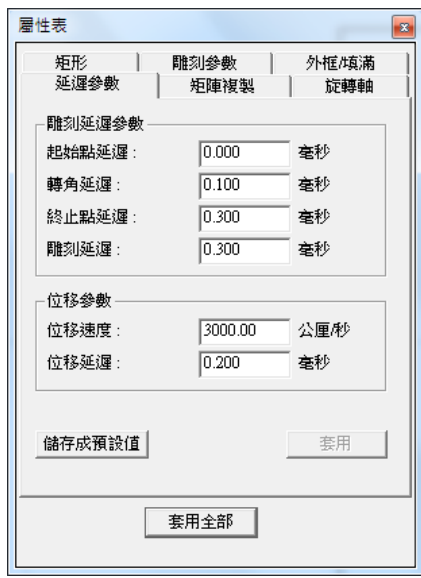 屬性表
矩形 雕刻參數 外框/填滿
延遲參數 矩陣複製 旋轉軸
雕刻延遲參數
起始點延遲 : 0.000 毫秒
轉角延遲 : 0.100 毫秒
終止點延遲 : 0.300 毫秒
雕刻延遲 : 0.300 毫秒
位移參數
位移速度 : 3000.00 公厘/秒
位移延遲 : 0.200 毫秒
儲存成預設值 套用
套用全部